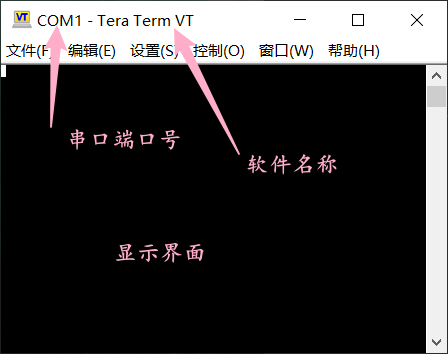 VT COM1 - Tera Term VT
文件(F) 编辑(E) 设置(S) 控制(O) 窗口(W) 帮助(H)
串口端口号
软件名称
显示界面